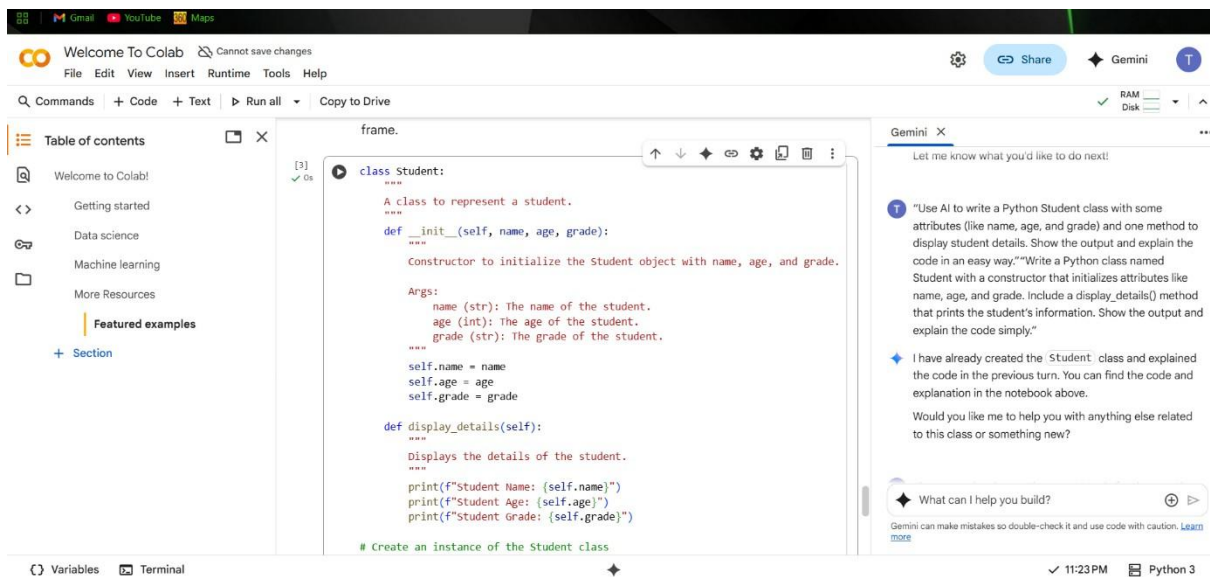 Gmail YouTube Maps
Welcome To Colab Cannot save changes
File Edit View Insert Runtime Tools Help
Share Gemini T
Commands + Code + Text Run all Copy to Drive
RAM
Disk
Table of contents
Welcome to Colab!
Getting started
Data science
Machine learning
More Resources
Featured examples
+ Section
frame.
[3]
0s
class Student:
"""
A class to represent a student.
"""
def __init__(self, name, age, grade):
"""
Constructor to initialize the Student object with name, age, and grade.
Args:
name (str): The name of the student.
age (int): The age of the student.
grade (str): The grade of the student.
"""
self.name = name
self.age = age
self.grade = grade
def display_details(self):
"""
Displays the details of the student.
"""
print(f"Student Name: {self.name}")
print(f"Student Age: {self.age}")
print(f"Student Grade: {self.grade}")
# Create an instance of the Student class
Gemini
Let me know what you'd like to do next!
T
"Use AI to write a Python Student class with some
attributes (like name, age, and grade) and one method to
display student details. Show the output and explain the
code in an easy way.""Write a Python class named
Student with a constructor that initializes attributes like
name, age, and grade. Include a display_details() method
that prints the student's information. Show the output and
explain the code simply."
I have already created the Student class and explained
the code in the previous turn. You can find the code and
explanation in the notebook above.
Would you like me to help you with anything else related
to this class or something new?
What can I help you build?
Gemini can make mistakes so double-check it and use code with caution. Learn
more
{} Variables Terminal
11:23 PM Python 3